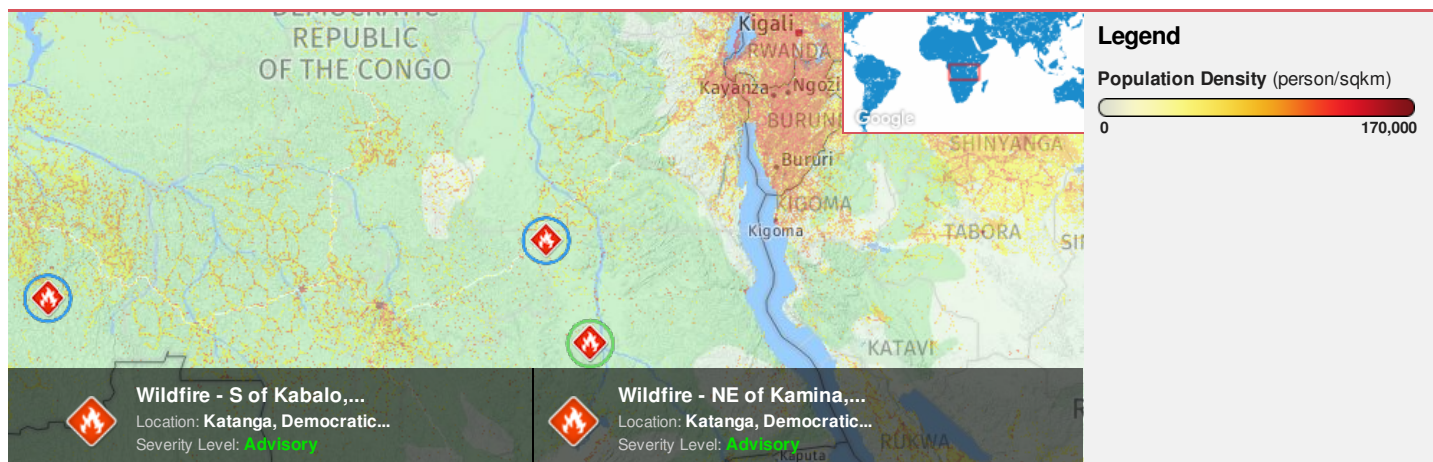 DEMOCRATIC
REPUBLIC
OF THE CONGO
Kigali
RWANDA
Kayanza
Ngozi
BURUN
Bururi
KIGOMA
Kigoma
Google
SHINYANGA
TABORA
SI
KATAVI
RUKWA
R
Kaputa
Wildfire - S of Kabalo,...
Location: Katanga, Democratic...
Severity Level: Advisory
Wildfire - NE of Kamina,...
Location: Katanga, Democratic...
Severity Level: Advisory
Legend
Population Density (person/sqkm)
0 170,000